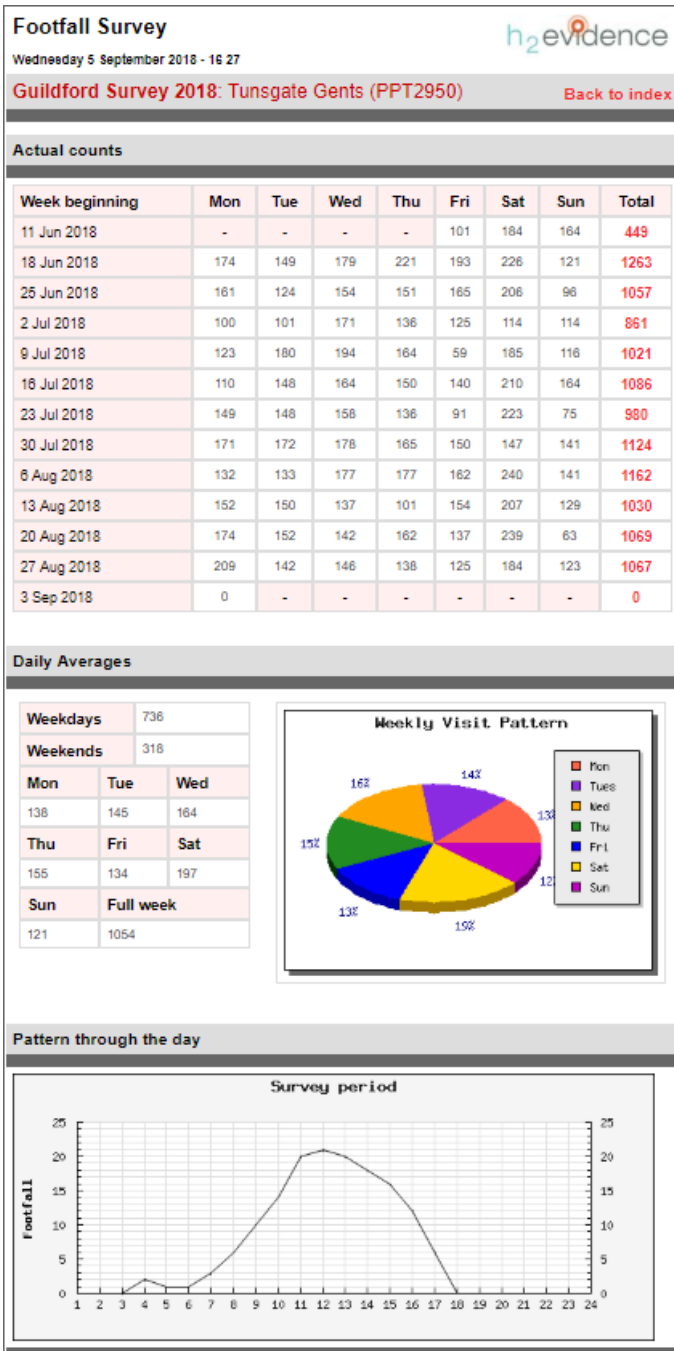 Footfall Survey
h2evidence
Wednesday 5 September 2018 - 16 27
Guildford Survey 2018: Tunsgate Gents (PPT2950) Back to index
Actual counts
Week beginning Mon Tue Wed Thu Fri Sat Sun Total
11 Jun 2018 - - - - 101 184 164 449
18 Jun 2018 174 149 179 221 193 226 121 1263
25 Jun 2018 161 124 154 151 165 206 96 1057
2 Jul 2018 100 101 171 136 125 114 114 861
9 Jul 2018 123 180 194 164 59 185 116 1021
16 Jul 2018 110 148 164 150 140 210 164 1086
23 Jul 2018 149 148 158 136 91 223 75 980
30 Jul 2018 171 172 178 165 150 147 141 1124
6 Aug 2018 132 133 177 177 162 240 141 1162
13 Aug 2018 152 150 137 101 154 207 129 1030
20 Aug 2018 174 152 142 162 137 239 63 1069
27 Aug 2018 209 142 146 138 125 184 123 1067
3 Sep 2018 0 - - - - - - 0
Daily Averages
Weekdays 736
Weekends 318
Mon Tue Wed
138 145 164
Thu Fri Sat
155 134 197
Sun Full week
121 1054
Weekly Visit Pattern
14%
16%
13%
15%
12%
13%
19%
Mon
Tues
Wed
Thu
Fri
Sat
Sun
Pattern through the day
Survey period
Footfall
25 25
20 20
15 15
10 10
5 5
0 0
1 2 3 4 5 6 7 8 9 10 11 12 13 14 15 16 17 18 19 20 21 22 23 24